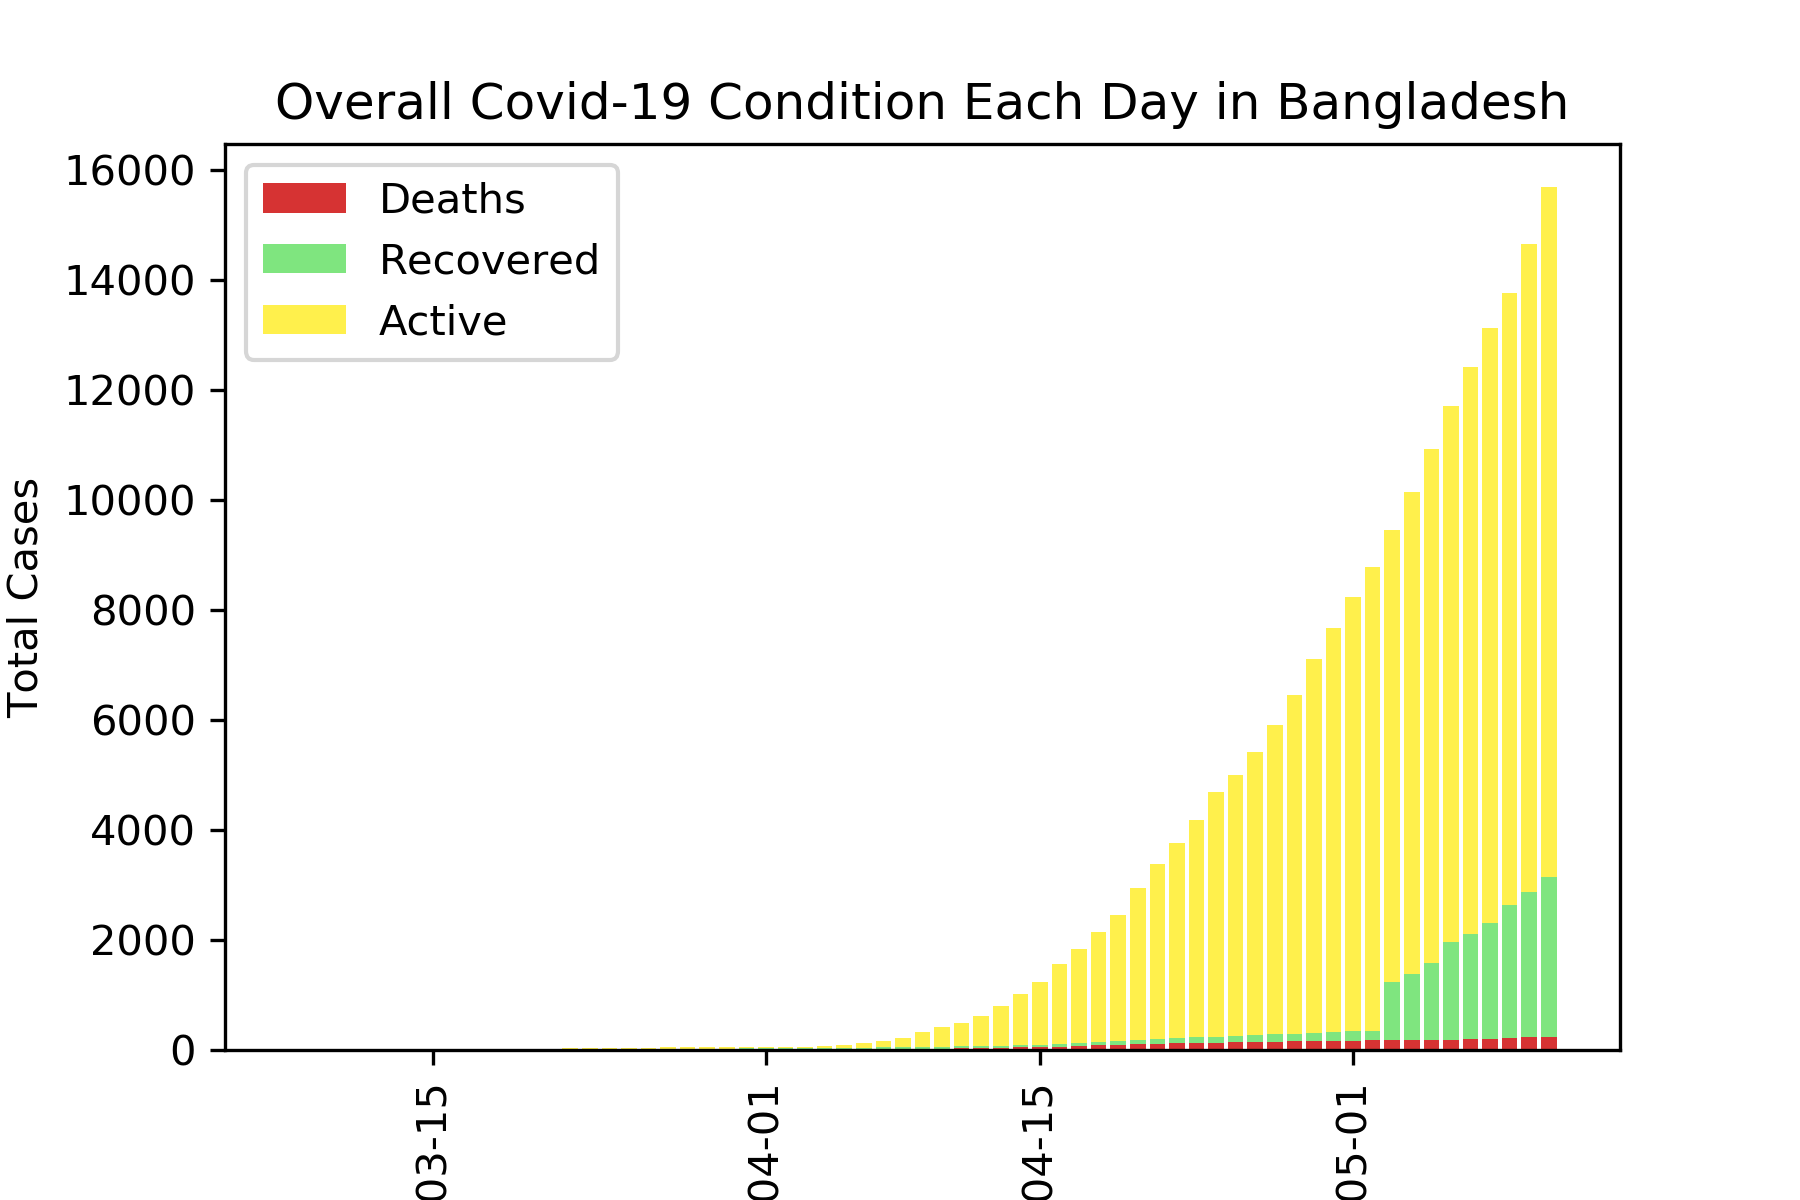 Overall Covid-19 Condition Each Day in Bangladesh
Deaths
Recovered
Active
Total Cases
16000
14000
12000
10000
8000
6000
4000
2000
0
03-15
04-01
04-15
05-01